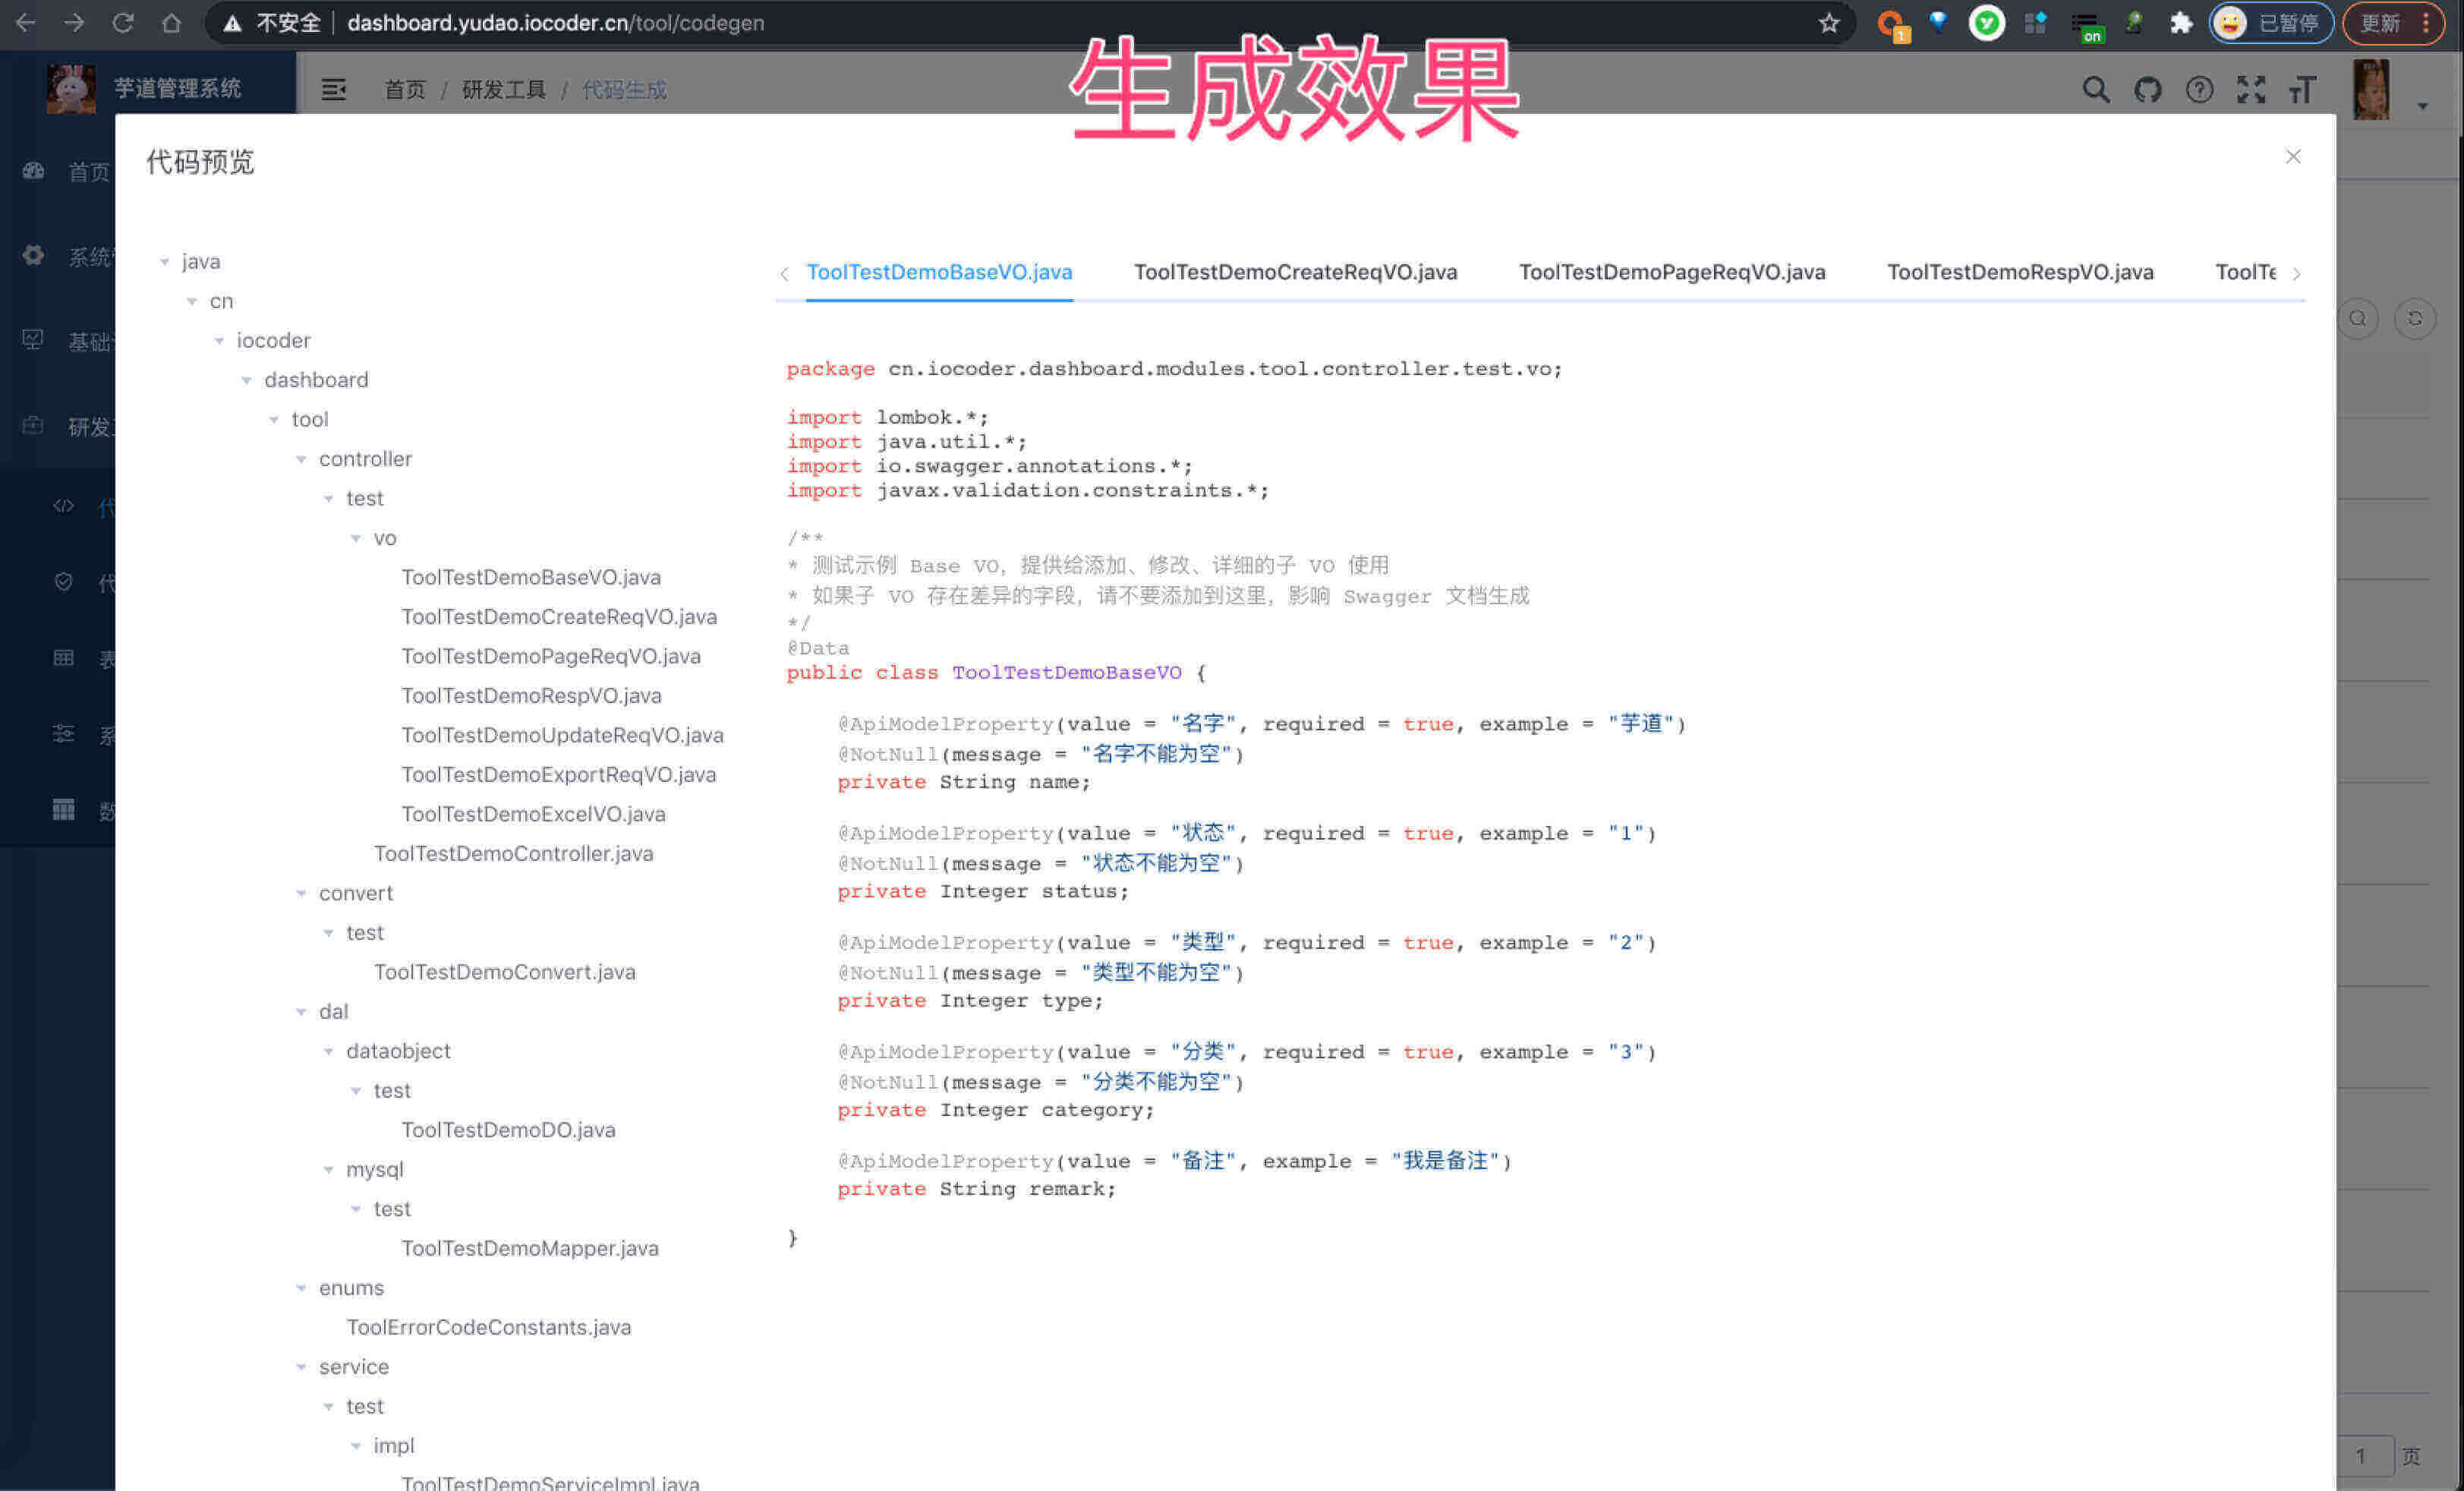 不安全 dashboard.yudao.iocoder.cn/tool/codegen
1
on
已暂停
更新
生成效果
芋道管理系统
首页 / 研发工具 / 代码生成
代码预览
首页
系统
基础
研发
代
代
表
系
数
java
cn
iocoder
dashboard
tool
controller
test
vo
ToolTestDemoBaseVO.java
ToolTestDemoCreateReqVO.java
ToolTestDemoPageReqVO.java
ToolTestDemoRespVO.java
ToolTestDemoUpdateReqVO.java
ToolTestDemoExportReqVO.java
ToolTestDemoExcelVO.java
ToolTestDemoController.java
convert
test
ToolTestDemoConvert.java
dal
dataobject
test
ToolTestDemoDO.java
mysql
test
ToolTestDemoMapper.java
enums
ToolErrorCodeConstants.java
service
test
impl
ToolTestDemoServiceImpl.java
ToolTestDemoBaseVO.java ToolTestDemoCreateReqVO.java ToolTestDemoPageReqVO.java ToolTestDemoRespVO.java ToolTe
package cn.iocoder.dashboard.modules.tool.controller.test.vo;
import lombok.*;
import java.util.*;
import io.swagger.annotations.*;
import javax.validation.constraints.*;
/**
* 测试示例 Base VO，提供给添加、修改、详细的子 VO 使用
* 如果子 VO 存在差异的字段，请不要添加到这里，影响 Swagger 文档生成
*/
@Data
public class ToolTestDemoBaseVO {
@ApiModelProperty(value = "名字", required = true, example = "芋道")
@NotNull(message = "名字不能为空")
private String name;
@ApiModelProperty(value = "状态", required = true, example = "1")
@NotNull(message = "状态不能为空")
private Integer status;
@ApiModelProperty(value = "类型", required = true, example = "2")
@NotNull(message = "类型不能为空")
private Integer type;
@ApiModelProperty(value = "分类", required = true, example = "3")
@NotNull(message = "分类不能为空")
private Integer category;
@ApiModelProperty(value = "备注", example = "我是备注")
private String remark;
}
1 页